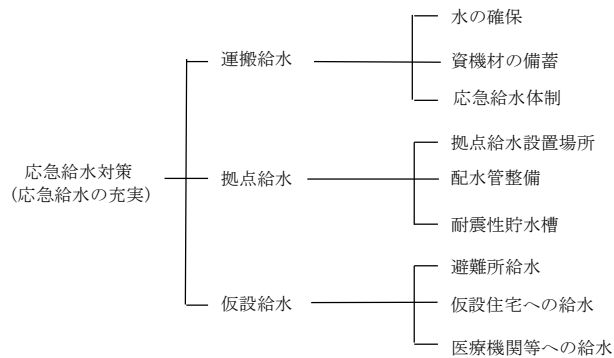 応急給水対策
(応急給水の充実)
運搬給水
水の確保
資機材の備蓄
応急給水体制
拠点給水
拠点給水設置場所
配水管整備
耐震性貯水槽
仮設給水
避難所給水
仮設住宅への給水
医療機関等への給水